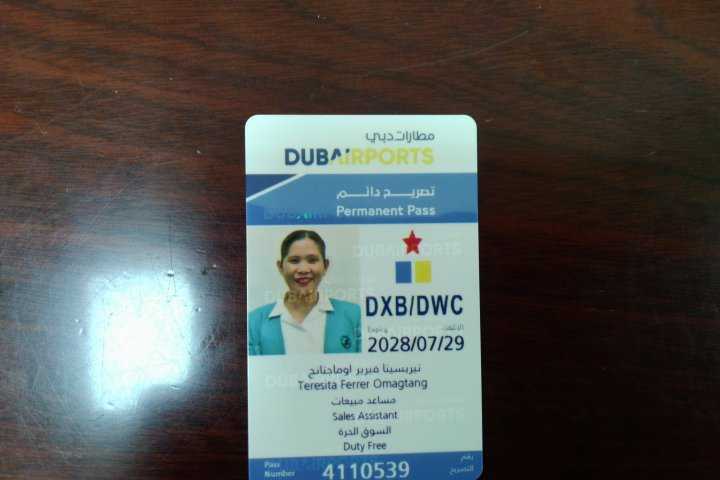 مطارات دبي
DUBAIRPORTS
تصريح دائم
Permanent Pass
DXB/DWC
Expiry الانتهاء
2028/07/29
تيريسيتا فيرير اوماجتانج
Teresita Ferrer Omagtang
مساعد مبيعات
Sales Assistant
السوق الحرة
Duty Free
Pass Number 4110539 رقم التصريح